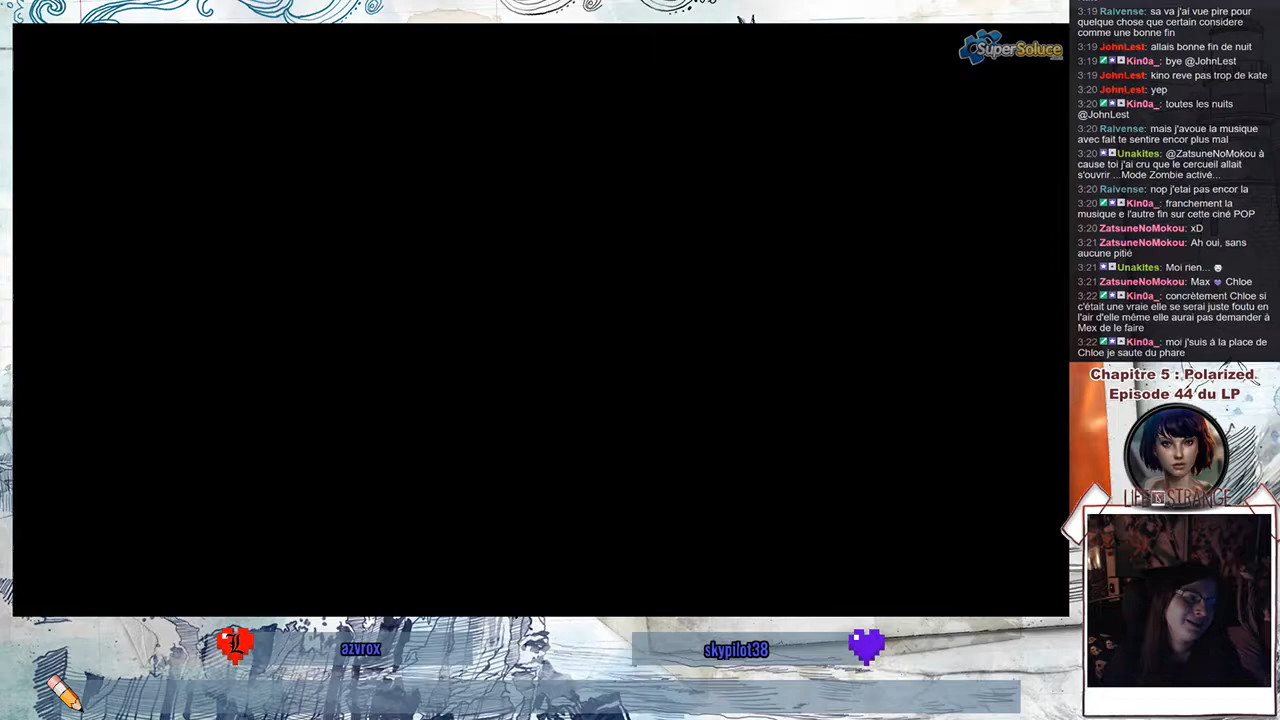 SuperSoluce
3:19 Raivense: sa va j'ai vue pire pour
quelque chose que certain considere
comme une bonne fin
3:19 JohnLest: allais bonne fin de nuit
3:19 Kin0a_: bye @JohnLest
3:19 JohnLest: kino reve pas trop de kate
3:20 JohnLest: yep
3:20 Kin0a_: toutes les nuits
@JohnLest
3:20 Raivense: mais j'avoue la musique
avec fait te sentire encor plus mal
3:20 Unakites: @ZatsuneNoMokou à
cause toi j'ai cru que le cercueil allait
s'ouvrir ...Mode Zombie activé...
3:20 Raivense: nop j'etai pas encor la
3:20 Kin0a_: franchement la
musique e l'autre fin sur cette ciné POP
3:20 ZatsuneNoMokou: xD
3:21 ZatsuneNoMokou: Ah oui, sans
aucune pitié
3:21 Unakites: Moi rien...
3:21 ZatsuneNoMokou: Max Chloe
3:22 Kin0a_: concrètement Chloe si
c'était une vraie elle se serai juste foutu en
l'air d'elle même elle aurai pas demander à
Mex de le faire
3:22 Kin0a_: moi j'suis à la place de
Chloe je saute du phare
Chapitre 5 : Polarized
Episode 44 du LP
LIFE IS STRANGE
L
azvrox
skypilot38